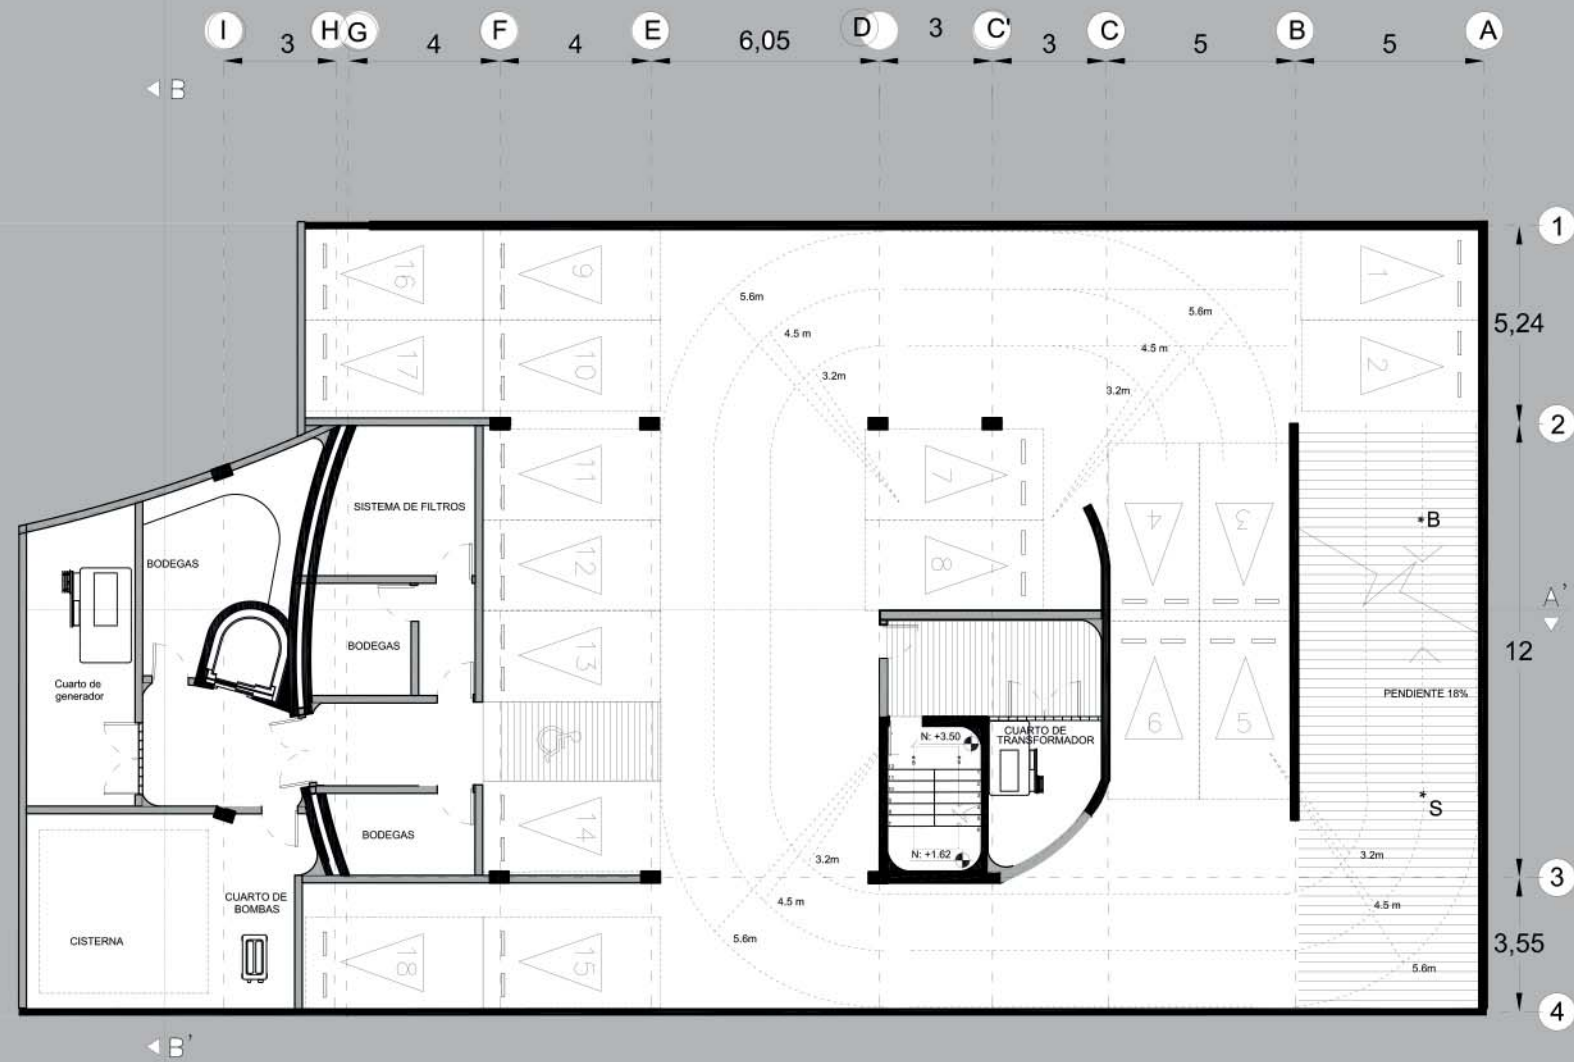 I
H
G
F
E
D
C'
C
B
A
3
4
4
6,05
3
3
5
5
B
1
5,24
2
12
3
3,55
4
16
9
1
17
10
2
5.6m
4.5 m
3.2m
5.6m
4.5 m
3.2m
11
7
12
8
4
3
13
6
5
14
18
15
SISTEMA DE FILTROS
BODEGAS
BODEGAS
Cuarto de
generador
BODEGAS
CUARTO DE
BOMBAS
CISTERNA
N: +3.50
CUARTO DE
TRANSFORMADOR
N: +1.62
B
A'
PENDIENTE 18%
S
3.2m
4.5 m
5.6m
3.2m
4.5 m
5.6m
B'